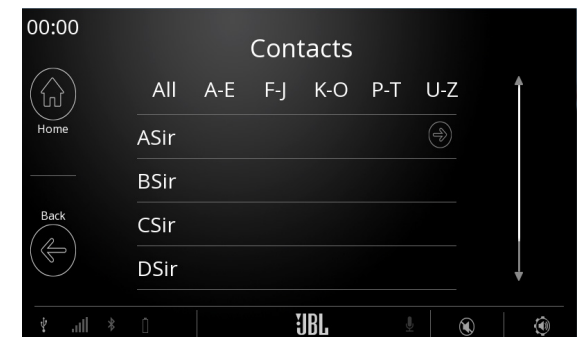 00:00
Contacts
All A-E F-J K-O P-T U-Z
Home
ASir
BSir
Back
CSir
DSir
JBL